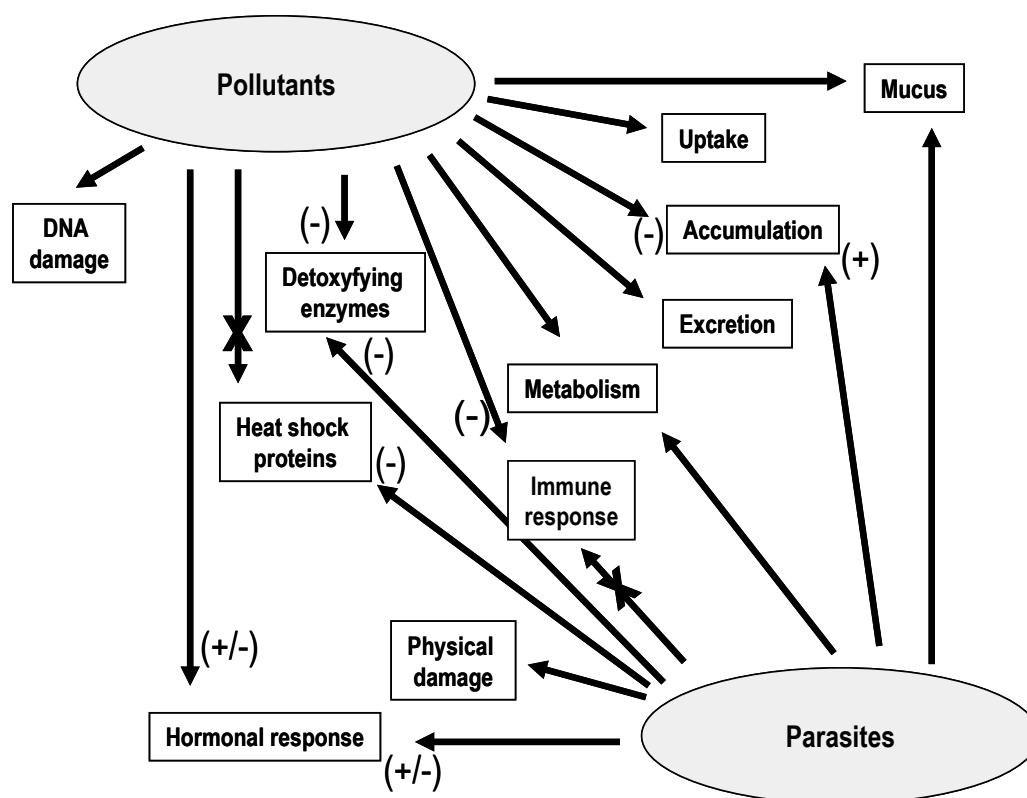 Pollutants
Mucus
Uptake
DNA
damage
(-)
Accumulation
(-)
(+)
Detoxyfying
enzymes
Excretion
(-)
Metabolism
(-)
Heat shock
proteins
(-)
Immune
response
(+/-)
Physical
damage
Hormonal response
(+/-)
Parasites